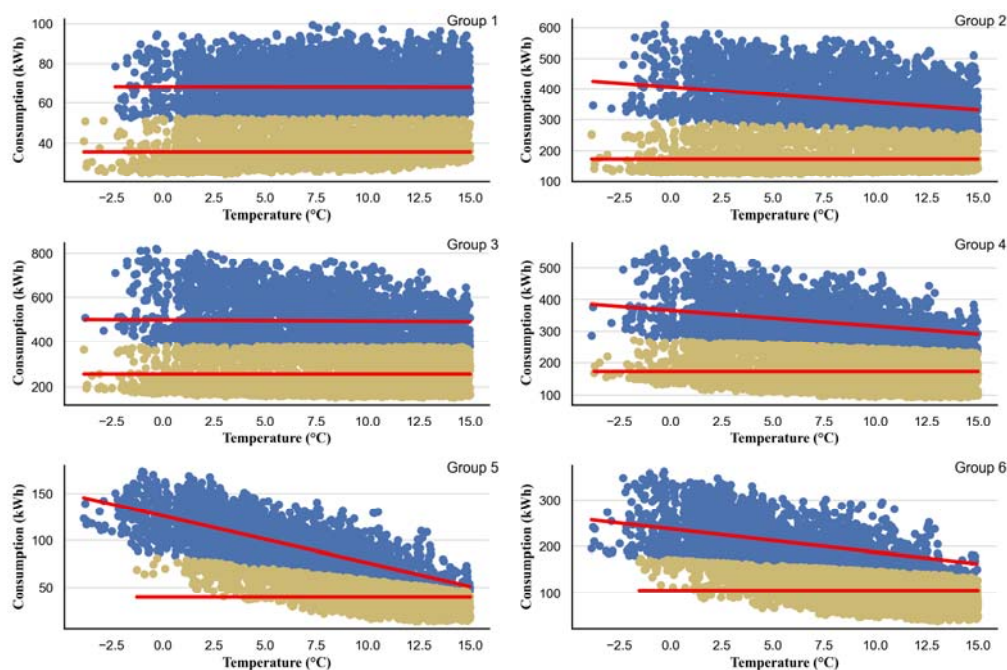 Group 1
Consumption (kWh)
100
80
60
40
−2.5 0.0 2.5 5.0 7.5 10.0 12.5 15.0
Temperature (°C)
Group 2
Consumption (kWh)
600
500
400
300
200
100
−2.5 0.0 2.5 5.0 7.5 10.0 12.5 15.0
Temperature (°C)
Group 3
Consumption (kWh)
800
600
400
200
−2.5 0.0 2.5 5.0 7.5 10.0 12.5 15.0
Temperature (°C)
Group 4
Consumption (kWh)
500
400
300
200
100
−2.5 0.0 2.5 5.0 7.5 10.0 12.5 15.0
Temperature (°C)
Group 5
Consumption (kWh)
150
100
50
−2.5 0.0 2.5 5.0 7.5 10.0 12.5 15.0
Temperature (°C)
Group 6
Consumption (kWh)
300
200
100
−2.5 0.0 2.5 5.0 7.5 10.0 12.5 15.0
Temperature (°C)